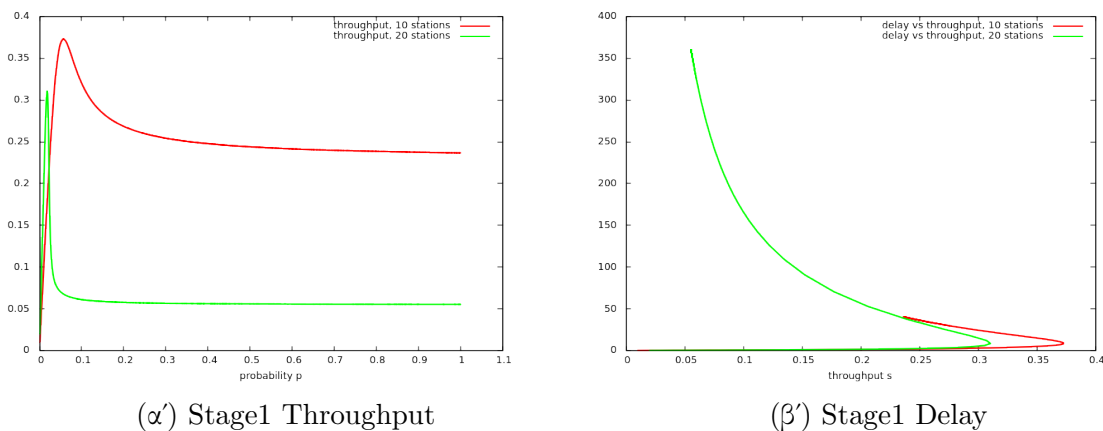 throughput, 10 stations
throughput, 20 stations
0.4
0.35
0.3
0.25
0.2
0.15
0.1
0.05
0
0 0.1 0.2 0.3 0.4 0.5 0.6 0.7 0.8 0.9 1 1.1
probability p
(α΄) Stage1 Throughput
delay vs throughput, 10 stations
delay vs throughput, 20 stations
400
350
300
250
200
150
100
50
0
0 0.05 0.1 0.15 0.2 0.25 0.3 0.35 0.4
throughput s
(β΄) Stage1 Delay